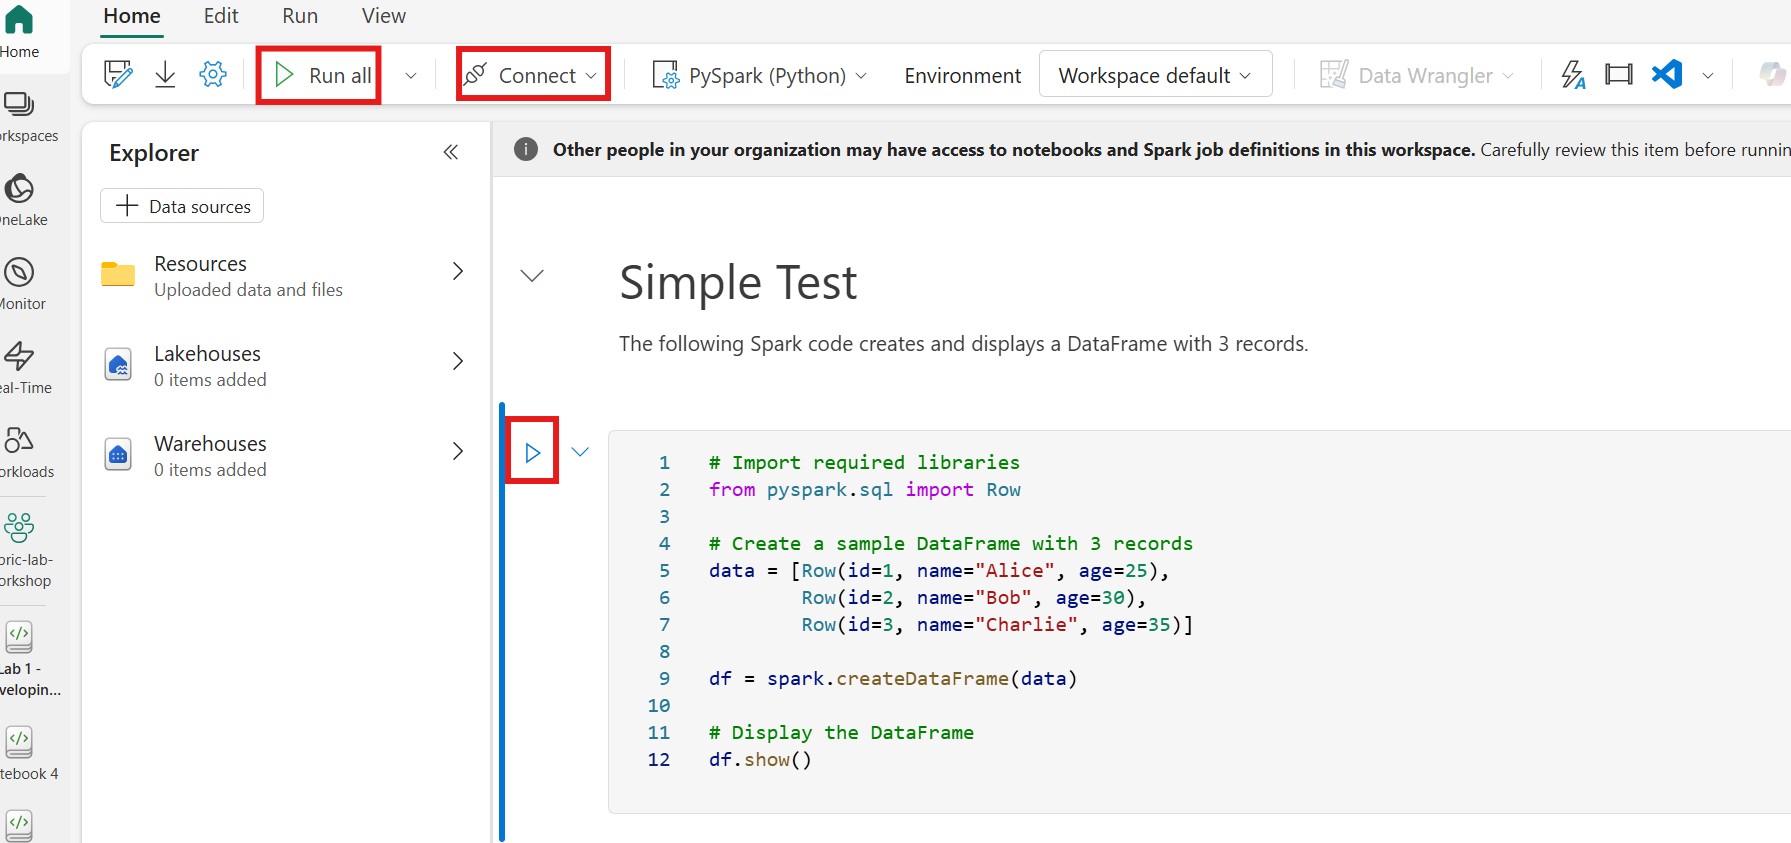 Home Edit Run View
Run all Connect PySpark (Python) Environment Workspace default Data Wrangler
Home
rkspaces
neLake
onitor
eal-Time
orkloads
bric-lab-
orkshop
Lab 1 -
velopin...
tebook 4
Explorer
Data sources
Resources
Uploaded data and files
Lakehouses
0 items added
Warehouses
0 items added
Other people in your organization may have access to notebooks and Spark job definitions in this workspace. Carefully review this item before runnin
Simple Test
The following Spark code creates and displays a DataFrame with 3 records.
1 # Import required libraries
2 from pyspark.sql import Row
3
4 # Create a sample DataFrame with 3 records
5 data = [Row(id=1, name="Alice", age=25),
6 Row(id=2, name="Bob", age=30),
7 Row(id=3, name="Charlie", age=35)]
8
9 df = spark.createDataFrame(data)
10
11 # Display the DataFrame
12 df.show()